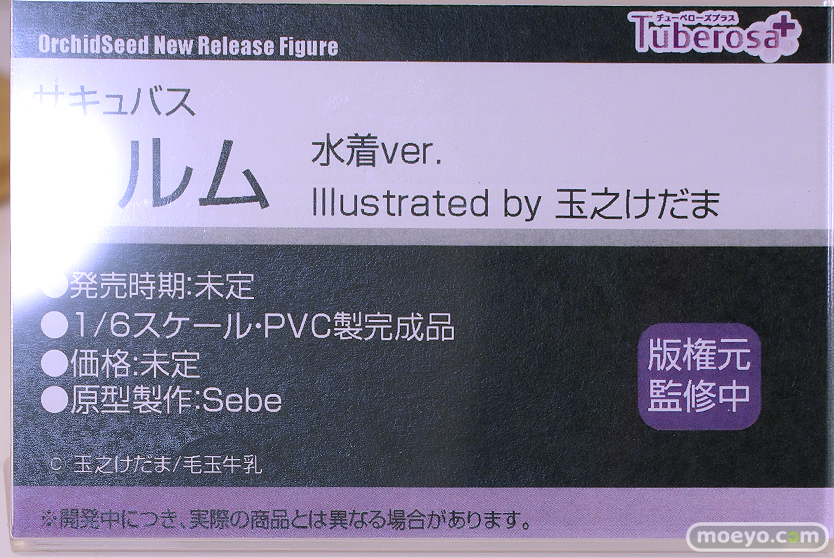 OrchidSeed New Release Figure
チューベローズプラス
Tuberosa+
サキュバス
ルム
水着ver.
Illustrated by 玉之けだま
●発売時期:未定
●1/6スケール・PVC製完成品
●価格:未定
●原型製作:Sebe
版権元
監修中
© 玉之けだま/毛玉牛乳
※開発中につき、実際の商品とは異なる場合があります。
moeyo.com